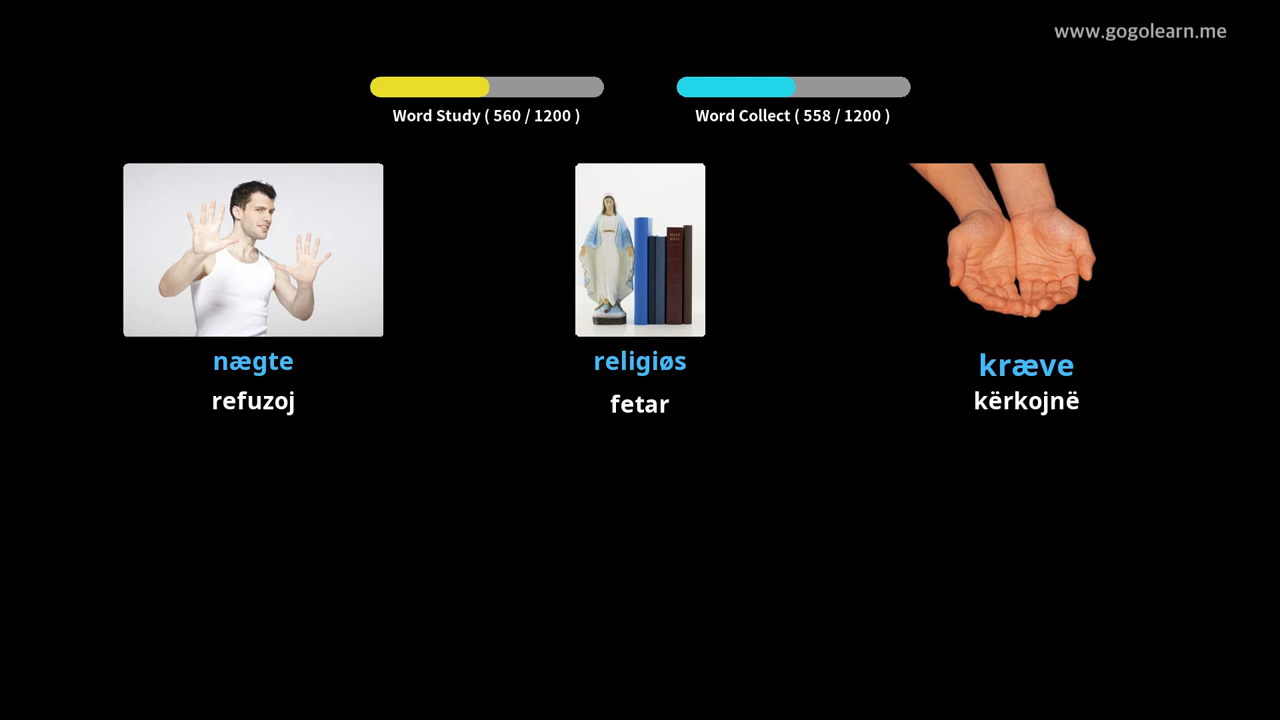 www.gogolearn.me
Word Study ( 560 / 1200 )
Word Collect ( 558 / 1200 )
nægte
religiøs
kræve
refuzoj
fetar
kërkojnë